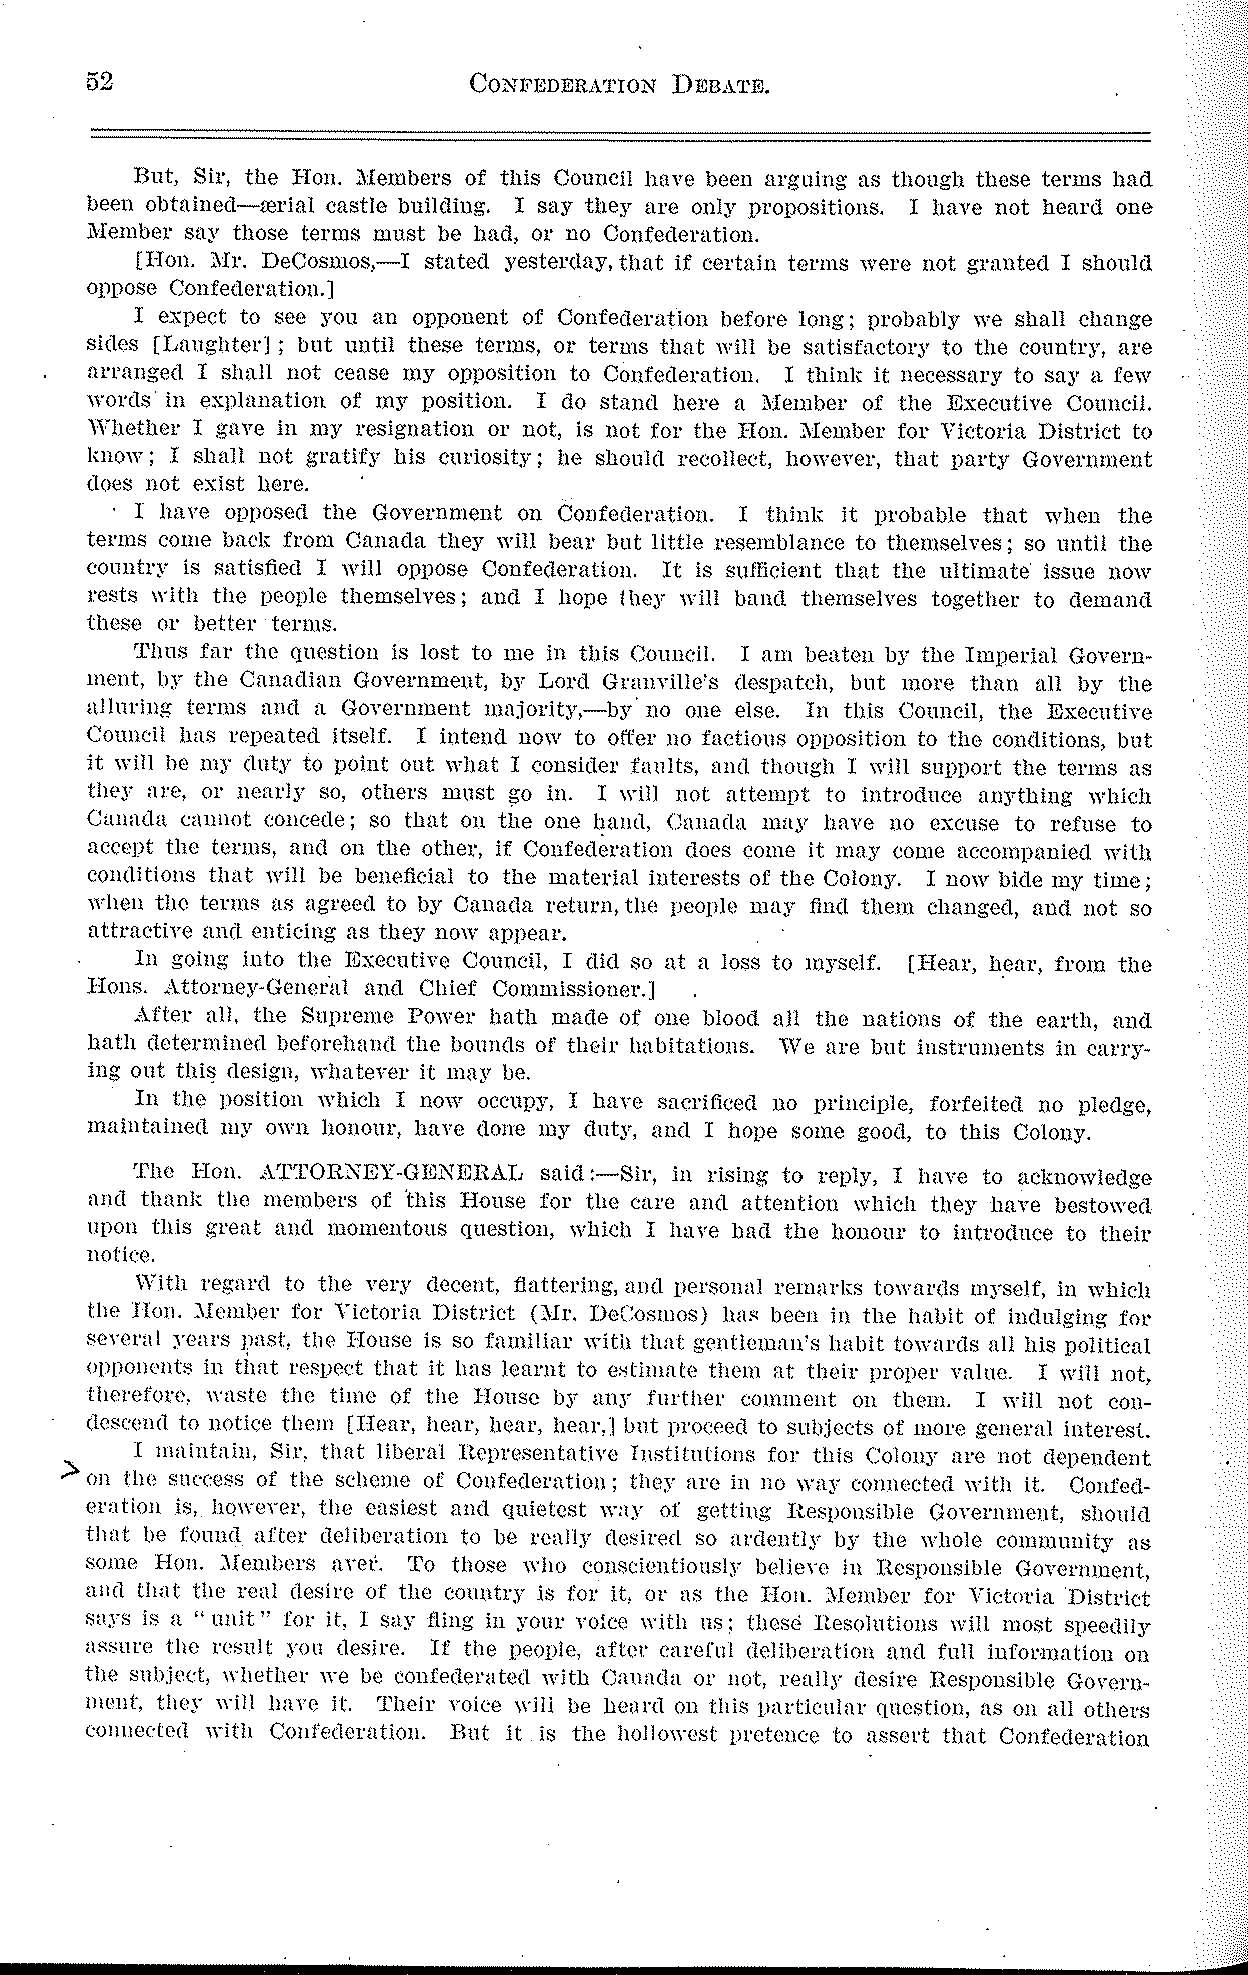 52 CONFEDERATION DEBATE.
But, Sir, the Hon. Members of this Council have been arguing as though these terms had
been obtained—ærial castle building. I say they are only propositions. I have not heard one
Member say those terms must be had, or no Confederation.
[Hon. Mr. DeCosmos,—I stated yesterday, that if certain terms were not granted I should
oppose Confederation.]
I expect to see you an opponent of Confederation before long; probably we shall change
sides [Laughter]; but until these terms, or terms that will be satisfactory to the country, are
arranged I shall not cease my opposition to Confederation. I think it necessary to say a few
words in explanation of my position. I do stand here a Member of the Executive Council.
Whether I gave in my resignation or not, is not for the Hon. Member for Victoria District to
know; I shall not gratify his curiosity; he should recollect, however, that party Government
does not exist here.
I have opposed the Government on Confederation. I think it probable that when the
terms come back from Canada they will bear but little resemblance to themselves; so until the
country is satisfied I will oppose Confederation. It is sufficient that the ultimate issue now
rests with the people themselves; and I hope they will band themselves together to demand
these or better terms.
Thus far the question is lost to me in this Council. I am beaten by the Imperial Govern-
ment, by the Canadian Government, by Lord Granville's despatch, but more than all by the
alluring terms and a Government majority,—by no one else. In this Council, the Executive
Council has repeated itself. I intend now to offer no factious opposition to the conditions, but
it will be my duty to point out what I consider faults, and though I will support the terms as
they are, or nearly so, others must go in. I will not attempt to introduce anything which
Canada cannot concede; so that on the one hand, Canada may have no excuse to refuse to
accept the terms, and on the other, if Confederation does come it may come accompanied with
conditions that will be beneficial to the material interests of the Colony. I now bide my time;
when the terms as agreed to by Canada return, the people may find them changed, and not so
attractive and enticing as they now appear.
In going into the Executive Council, I did so at a loss to myself. [Hear, hear, from the
Hons. Attorney-General and Chief Commissioner.]
After all, the Supreme Power hath made of one blood all the nations of the earth, and
hath determined beforehand the bounds of their habitations. We are but instruments in carry-
ing out this design, whatever it may be.
In the position which I now occupy, I have sacrificed no principle, forfeited no pledge,
maintained my own honour, have done my duty, and I hope some good, to this Colony.
The Hon. ATTORNEY-GENERAL said:—Sir, in rising to reply, I have to acknowledge
and thank the members of this House for the care and attention which they have bestowed
upon this great and momentous question, which I have had the honour to introduce to their
notice.
With regard to the very decent, flattering, and personal remarks towards myself, in which
the Hon. Member for Victoria District (Mr. DeCosmos) has been in the habit of indulging for
several years past, the House is so familiar with that gentleman's habit towards all his political
opponents in that respect that it has learnt to estimate them at their proper value. I will not,
therefore, waste the time of the House by any further comment on them. I will not con-
descend to notice them [Hear, hear, hear, hear,] but proceed to subjects of more general interest.
I maintain, Sir, that liberal Representative Institutions for this Colony are not dependent
> on the success of the scheme of Confederation; they are in no way connected with it. Confed-
eration is, however, the easiest and quietest way of getting Responsible Government, should
that be found after deliberation to be really desired so ardently by the whole community as
some Hon. Members aver. To those who conscientiously believe in Responsible Government,
and that the real desire of the country is for it, or as the Hon. Member for Victoria District
says is a "unit" for it, I say fling in your voice with us; these Resolutions will most speedily
assure the result you desire. If the people, after careful deliberation and full information on
the subject, whether we be confederated with Canada or not, really desire Responsible Govern-
ment, they will have it. Their voice will be heard on this particular question, as on all others
connected with Confederation. But it is the hollowest pretence to assert that Confederation